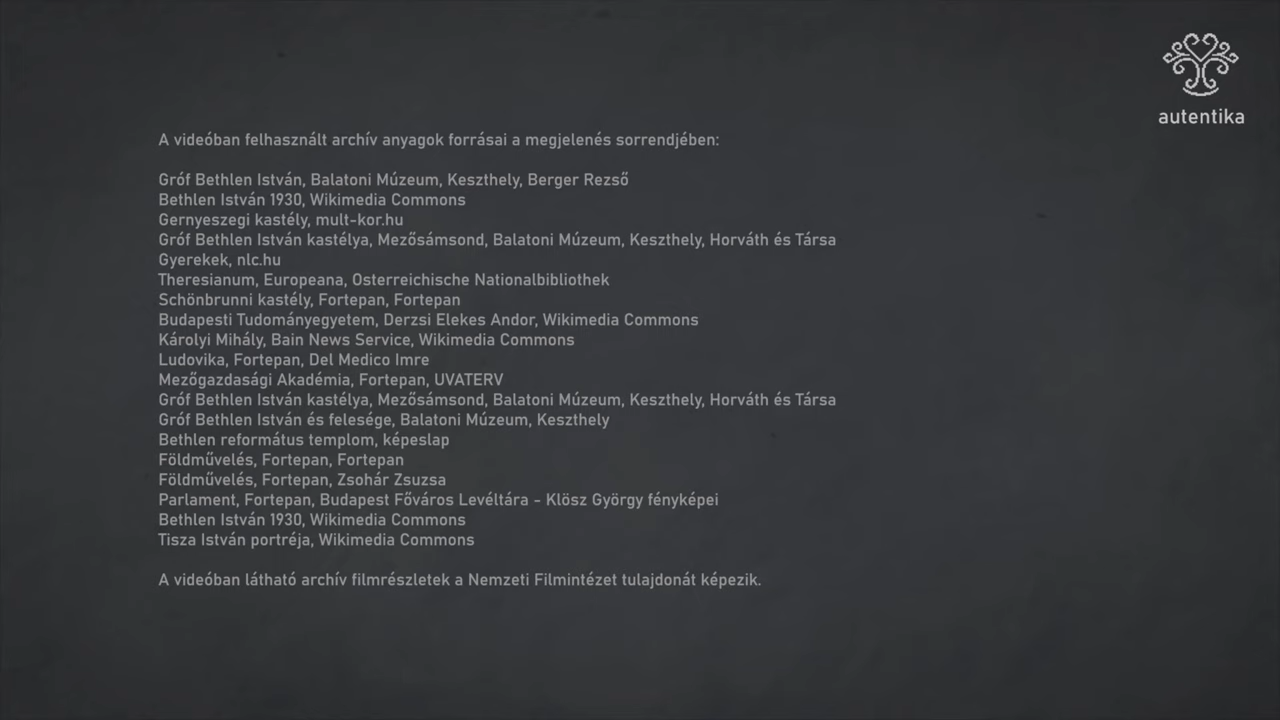 autentika
A videóban felhasznált archív anyagok forrásai a megjelenés sorrendjében:
Gróf Bethlen István, Balatoni Múzeum, Keszthely, Berger Rezső
Bethlen István 1930, Wikimedia Commons
Gernyeszegi kastély, mult-kor.hu
Gróf Bethlen István kastélya, Mezősámsond, Balatoni Múzeum, Keszthely, Horváth és Társa
Gyerekek, nlc.hu
Theresianum, Europeana, Osterreichische Nationalbibliothek
Schönbrunni kastély, Fortepan, Fortepan
Budapesti Tudományegyetem, Derzsi Elekes Andor, Wikimedia Commons
Károlyi Mihály, Bain News Service, Wikimedia Commons
Ludovika, Fortepan, Del Medico Imre
Mezőgazdasági Akadémia, Fortepan, UVATERV
Gróf Bethlen István kastélya, Mezősámsond, Balatoni Múzeum, Keszthely, Horváth és Társa
Gróf Bethlen István és felesége, Balatoni Múzeum, Keszthely
Bethlen református templom, képeslap
Földművelés, Fortepan, Fortepan
Földművelés, Fortepan, Zsohár Zsuzsa
Parlament, Fortepan, Budapest Főváros Levéltára - Klösz György fényképei
Bethlen István 1930, Wikimedia Commons
Tisza István portréja, Wikimedia Commons
A videóban látható archív filmrészletek a Nemzeti Filmintézet tulajdonát képezik.